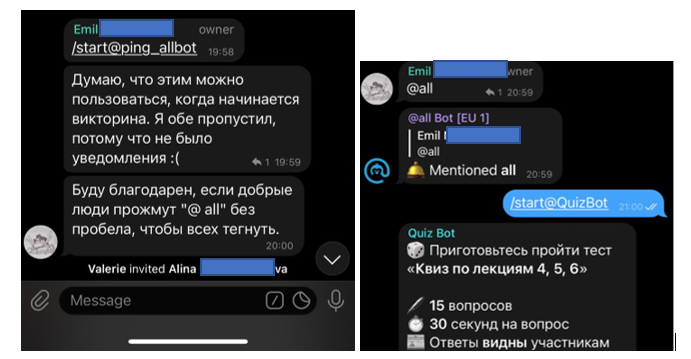 Emil
owner
/start@ping_allbot
19:58
Думаю, что этим можно
пользоваться, когда начинается
викторина. Я обе пропустил,
потому что не было
уведомления :(
1 19:59
Буду благодарен, если добрые
люди прожмут "@ all" без
пробела, чтобы всех тегнуть.
20:00
Valerie invited Alina
va
Message
Emil
wner
@all
1 20:59
@all Bot [EU 1]
Emil
@all
Mentioned all
20:59
/start@QuizBot
21:00
Quiz Bot
Приготовьтесь пройти тест
«Квиз по лекциям 4, 5, 6»
15 вопросов
30 секунд на вопрос
Ответы видны участникам